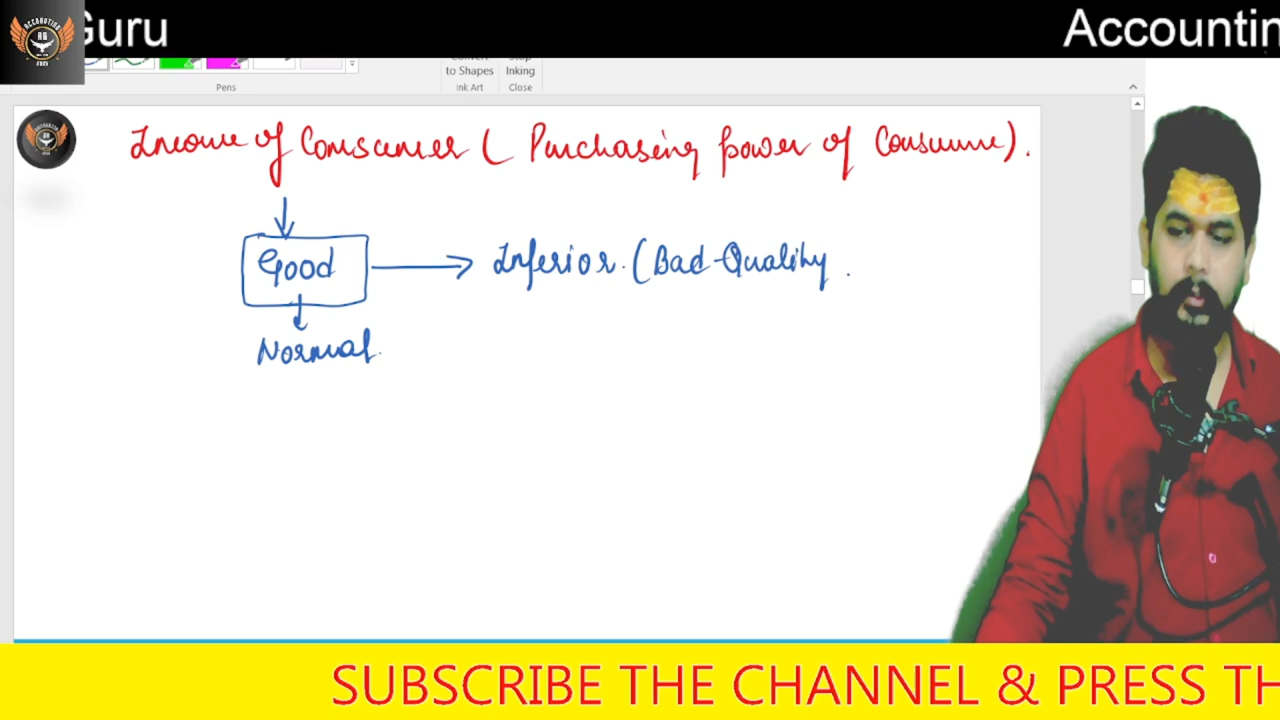 Guru
Accountin
Convert
to Shapes
Stop
Inking
Pens
Ink Art
Close
Income of Consumer ( Purchasing power of Consume).
Good
Inferior. (Bad-Quality.
Normal.
SUBSCRIBE THE CHANNEL & PRESS TH